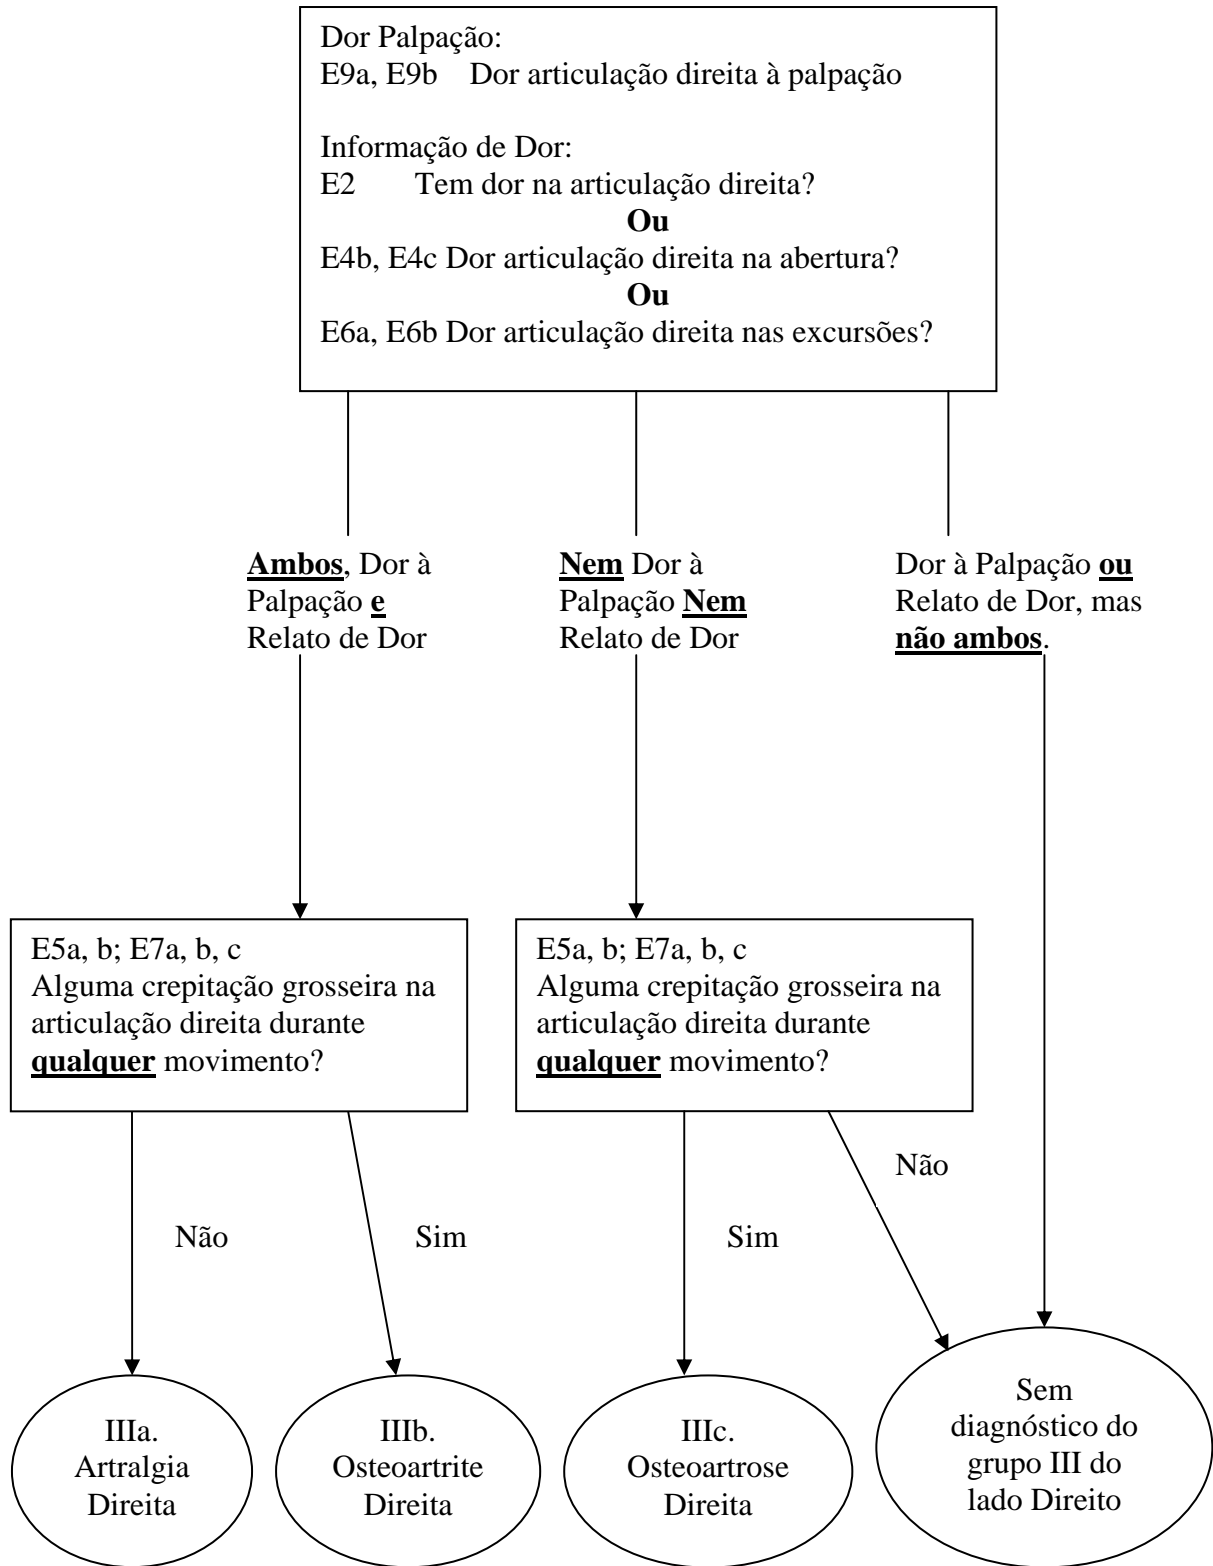 Dor Palpação:
E9a, E9b Dor articulação direita à palpação
Informação de Dor:
E2 Tem dor na articulação direita?
Ou
E4b, E4c Dor articulação direita na abertura?
Ou
E6a, E6b Dor articulação direita nas excursões?
Ambos, Dor à
Palpação e
Relato de Dor
Nem Dor à
Palpação Nem
Relato de Dor
Dor à Palpação ou
Relato de Dor, mas
não ambos.
E5a, b; E7a, b, c
Alguma crepitação grosseira na
articulação direita durante
qualquer movimento?
E5a, b; E7a, b, c
Alguma crepitação grosseira na
articulação direita durante
qualquer movimento?
Não
Sim
Sim
Não
IIIa.
Artralgia
Direita
IIIb.
Osteoartrite
Direita
IIIc.
Osteoartrose
Direita
Sem
diagnóstico do
grupo III do
lado Direito